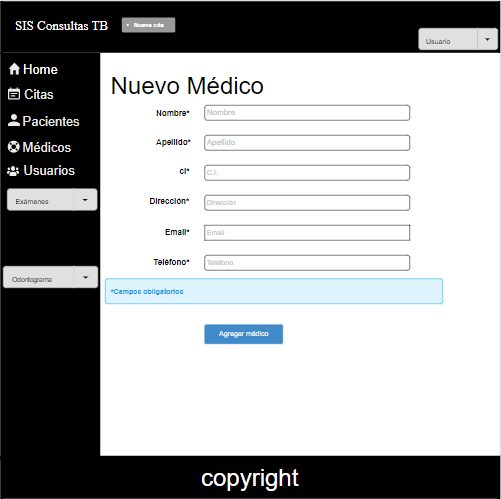 SIS Consultas TB
Nueva cita
Usuario
Home
Citas
Pacientes
Médicos
Usuarios
Exámenes
Odontograma
Nuevo Médico
Nombre*
Nombre
Apellido*
Apellido
ci*
C.I.
Dirección*
Dirección
Email*
Email
Teléfono*
Teléfono
*Campos obligatorios
Agregar médico
copyright